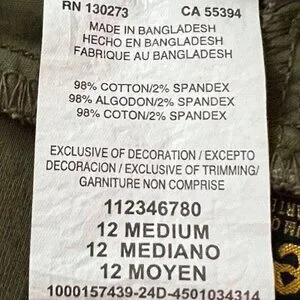 RN 130273 CA 55394
MADE IN BANGLADESH
HECHO EN BANGLADESH
FABRIQUE AU BANGLADESH
98% COTTON/2% SPANDEX
98% ALGODON/2% SPANDEX
98% COTON/2% SPANDEX
EXCLUSIVE OF DECORATION / EXCEPTO
DECORACION / EXCLUSIVE OF TRIMMING/
GARNITURE NON COMPRISE
112346780
12 MEDIUM
12 MEDIANO
12 MOYEN
1000157439-24D-4501034314